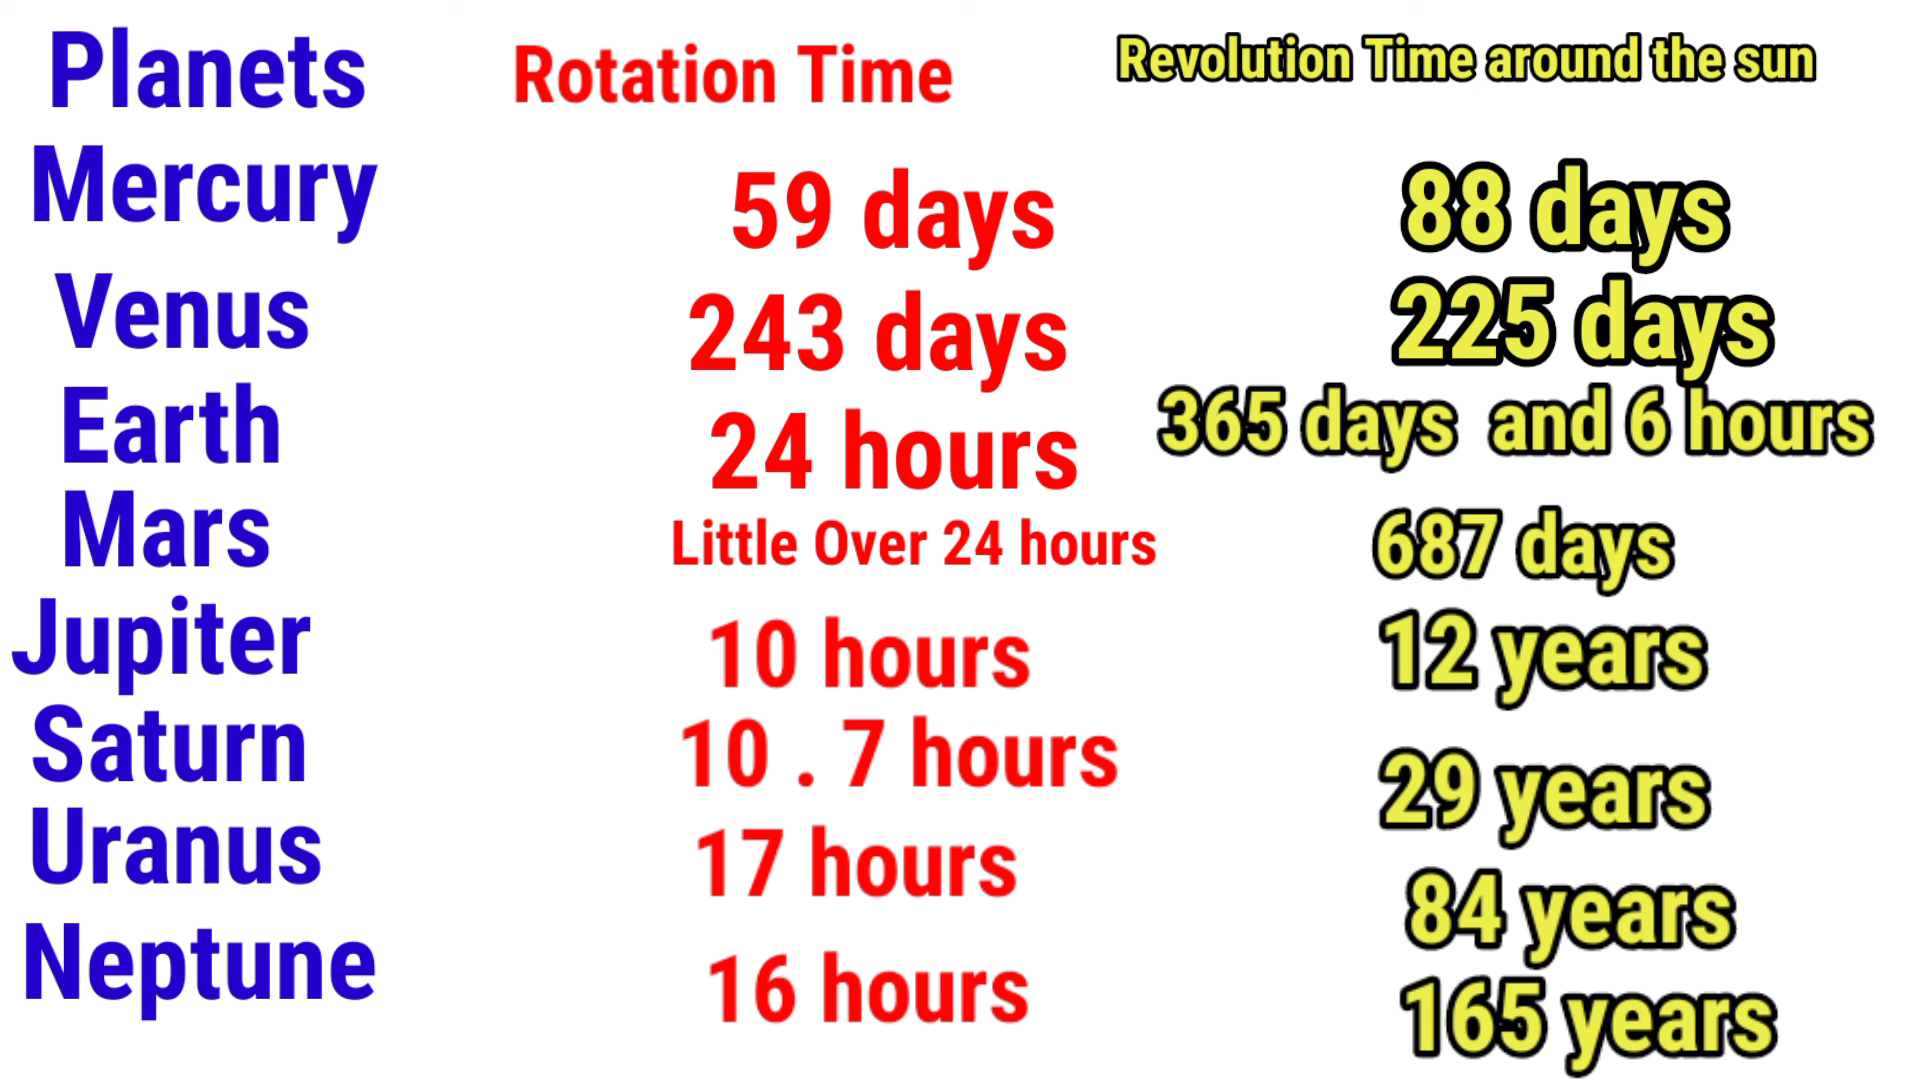 Planets Rotation Time Revolution Time around the sun
Mercury 59 days 88 days
Venus 243 days 225 days
Earth 24 hours 365 days and 6 hours
Mars Little Over 24 hours 687 days
Jupiter 10 hours 12 years
Saturn 10 . 7 hours 29 years
Uranus 17 hours 84 years
Neptune 16 hours 165 years